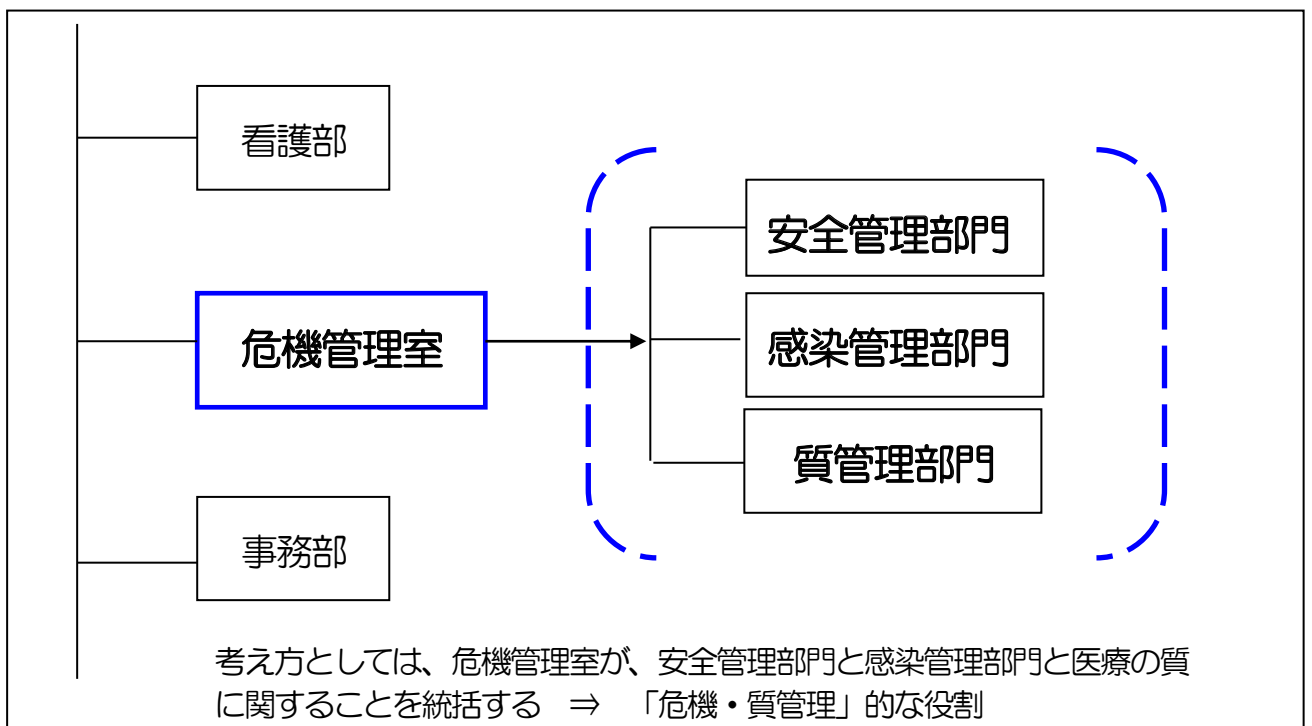 看護部
危機管理室
事務部
安全管理部門
感染管理部門
質管理部門
考え方としては、危機管理室が、安全管理部門と感染管理部門と医療の質
に関することを統括する ⇒ 「危機・質管理」的な役割